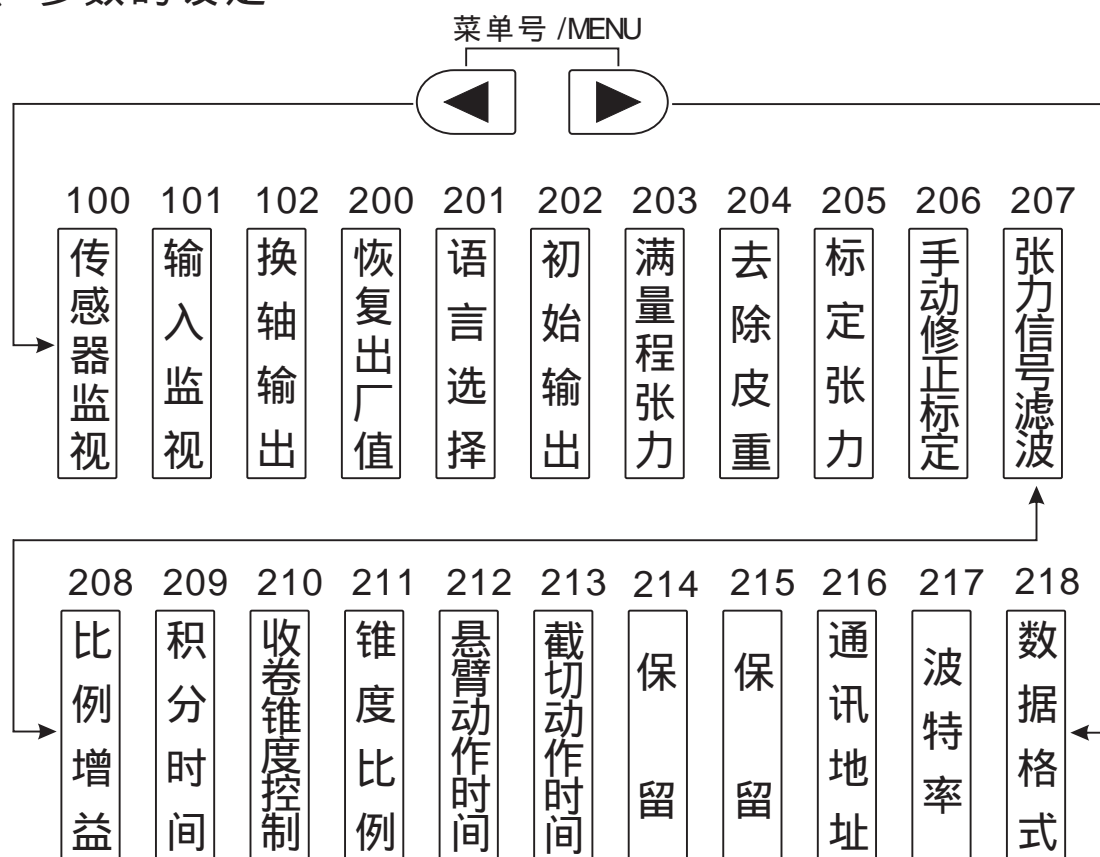 参数的设定
菜单号 /MENU
100 101 102 200 201 202 203 204 205 206 207
传感器监视
输入监视
换轴输出
恢复出厂值
语言选择
初始输出
满量程张力
去除皮重
标定张力
手动修正标定
张力信号滤波
208 209 210 211 212 213 214 215 216 217 218
比例增益
积分时间
收卷锥度控制
锥度比例
悬臂动作时间
截切动作时间
保留
保留
通讯地址
波特率
数据格式